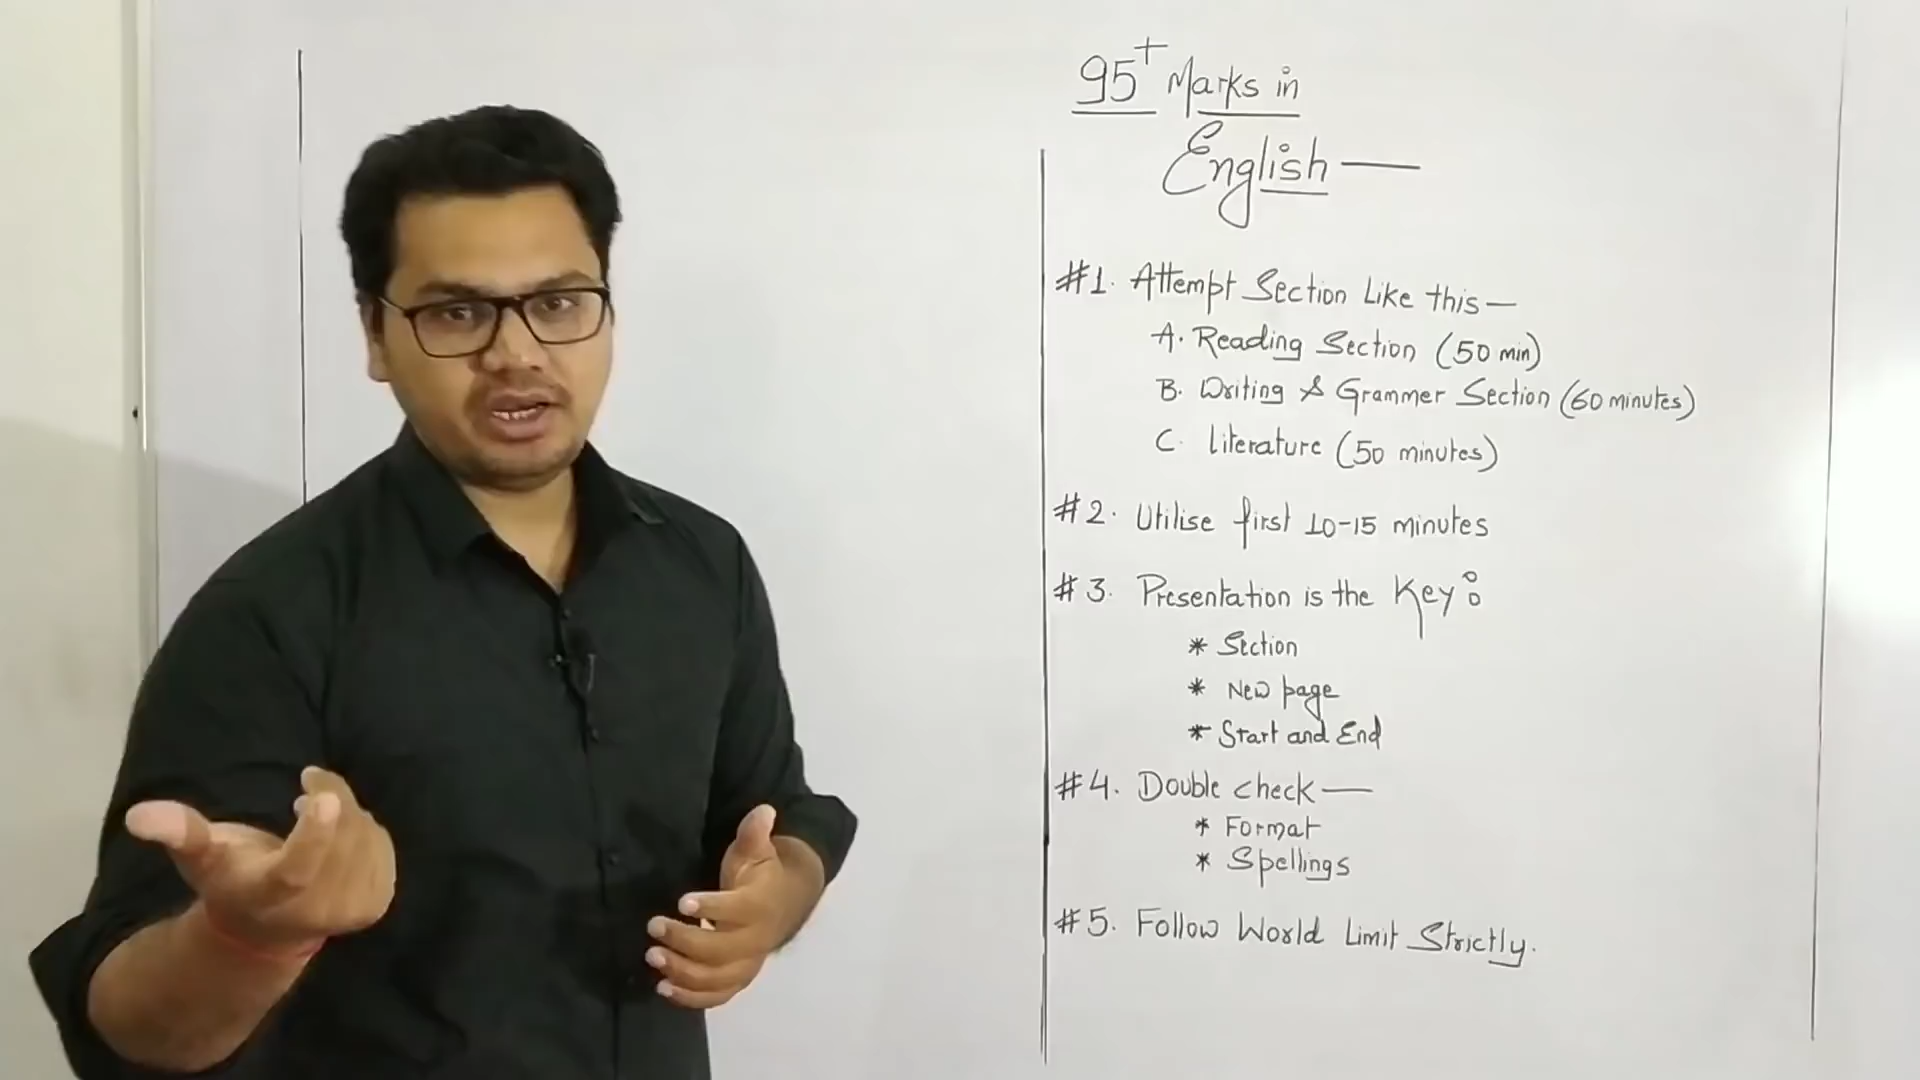 95+ Marks in
English —
#1. Attempt Section Like this —
A. Reading Section (50 min)
B. Writing & Grammer Section (60 minutes)
C. Literature (50 minutes)
#2. Utilise first 10-15 minutes
#3. Presentation is the Key:
* Section
* New page
* Start and End
#4. Double check —
* Format
* Spellings
#5. Follow World Limit Strictly.